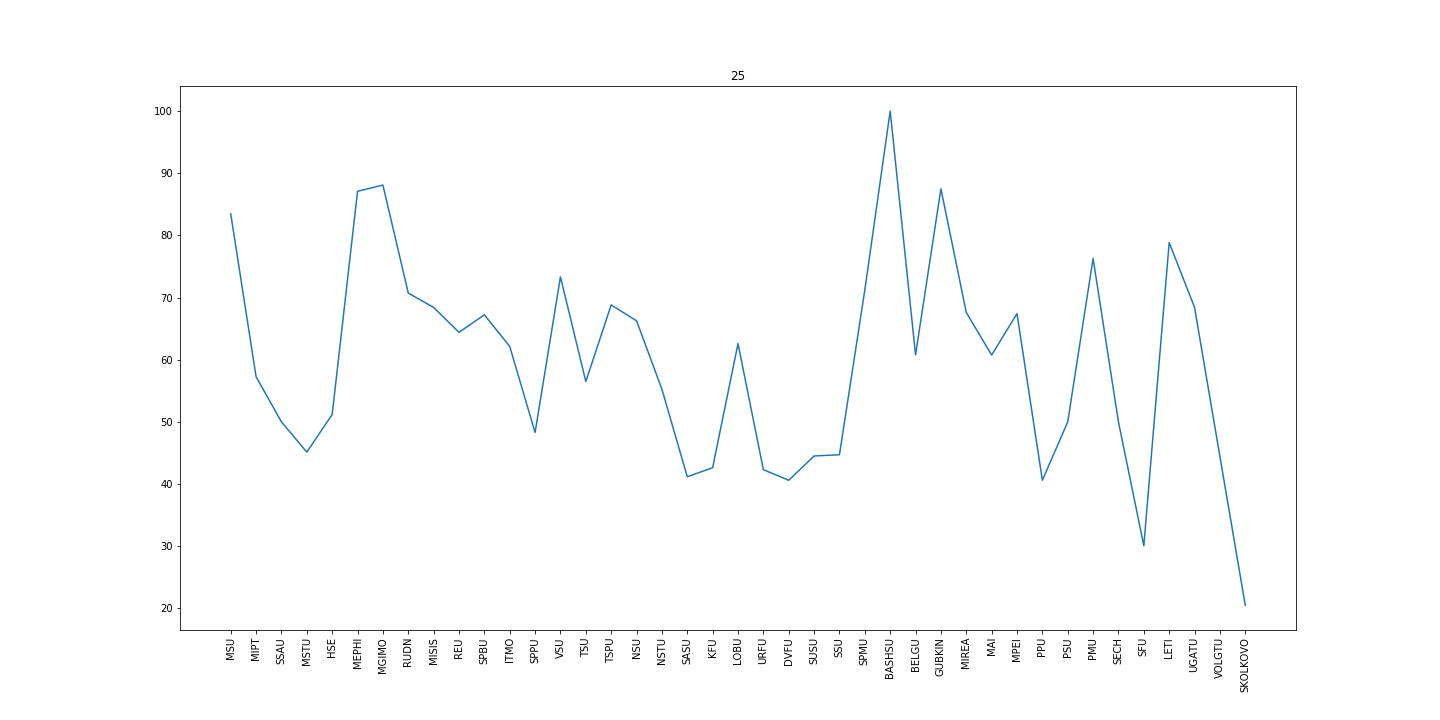 25
100
90
80
70
60
50
40
30
20
MSU
MIPT
SSAU
MSTU
HSE
MEPHI
MGIMO
RUDN
MISIS
REU
SPBU
ITMO
SPPU
VSU
TSU
TSPU
NSU
NSTU
SASU
KFU
LOBU
URFU
DVFU
SUSU
SSU
SPMU
BASHSU
BELGU
GUBKIN
MIREA
MAI
MPEI
PPU
PSU
PMU
SECH
SFU
LETI
UGATU
VOLGTU
SKOLKOVO